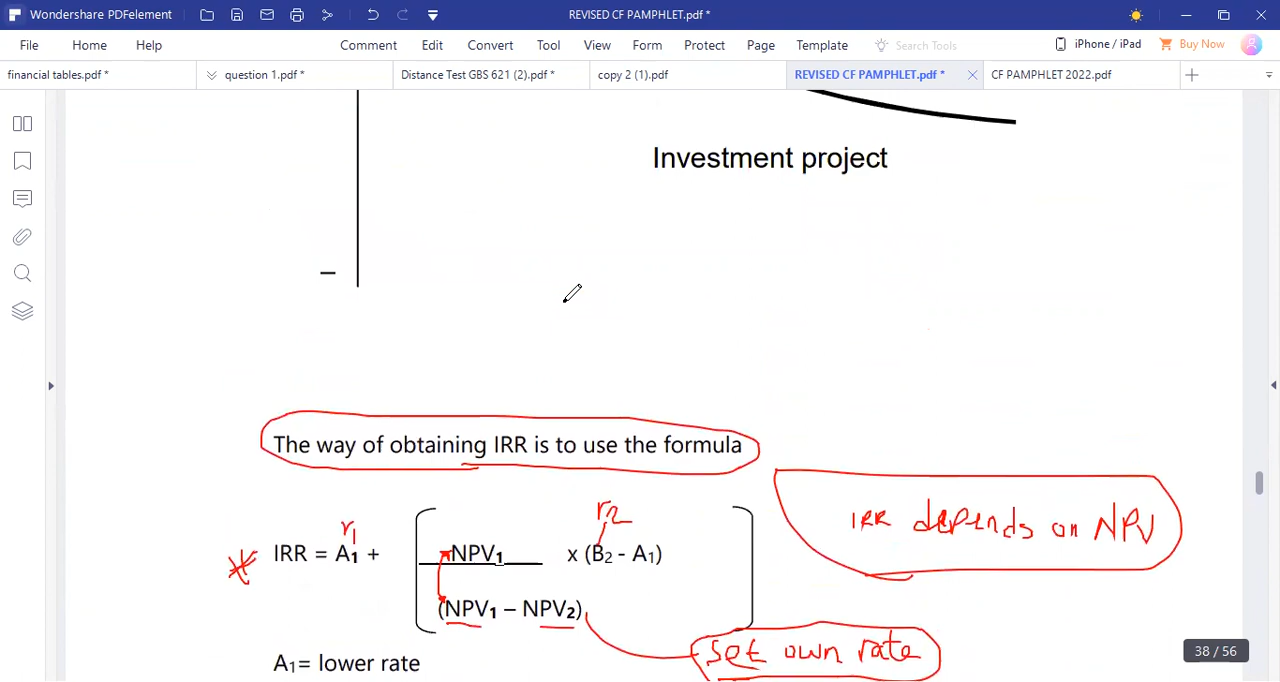 Wondershare PDFelement
REVISED CF PAMPHLET.pdf *
File Home Help Comment Edit Convert Tool View Form Protect Page Template Search Tools iPhone / iPad Buy Now
financial tables.pdf * question 1.pdf * Distance Test GBS 621 (2).pdf * copy 2 (1).pdf REVISED CF PAMPHLET.pdf * CF PAMPHLET 2022.pdf
Investment project
–
The way of obtaining IRR is to use the formula
r1 r2
IRR = A1 + NPV1 x (B2 - A1)
IRR depends on NPV
(NPV1 – NPV2)
set own rate
A1= lower rate
38 / 56